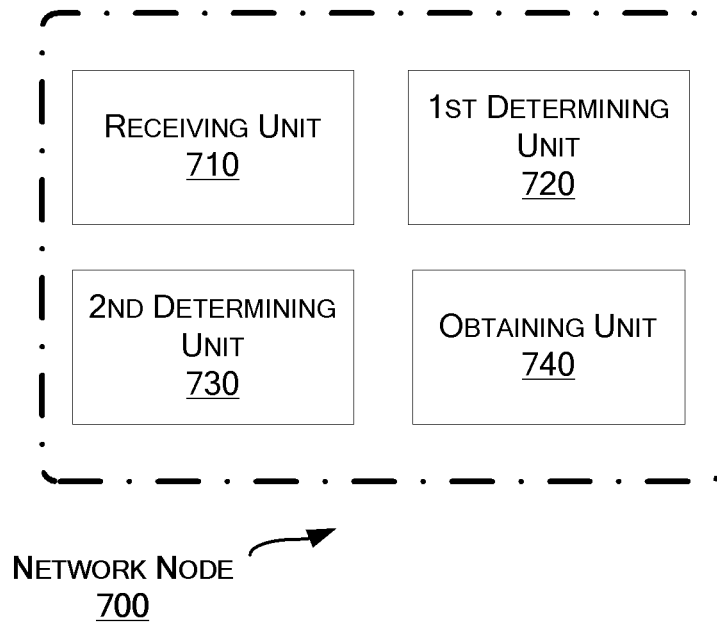 RECEIVING UNIT
710
1ST DETERMINING
UNIT
720
2ND DETERMINING
UNIT
730
OBTAINING UNIT
740
NETWORK NODE
700